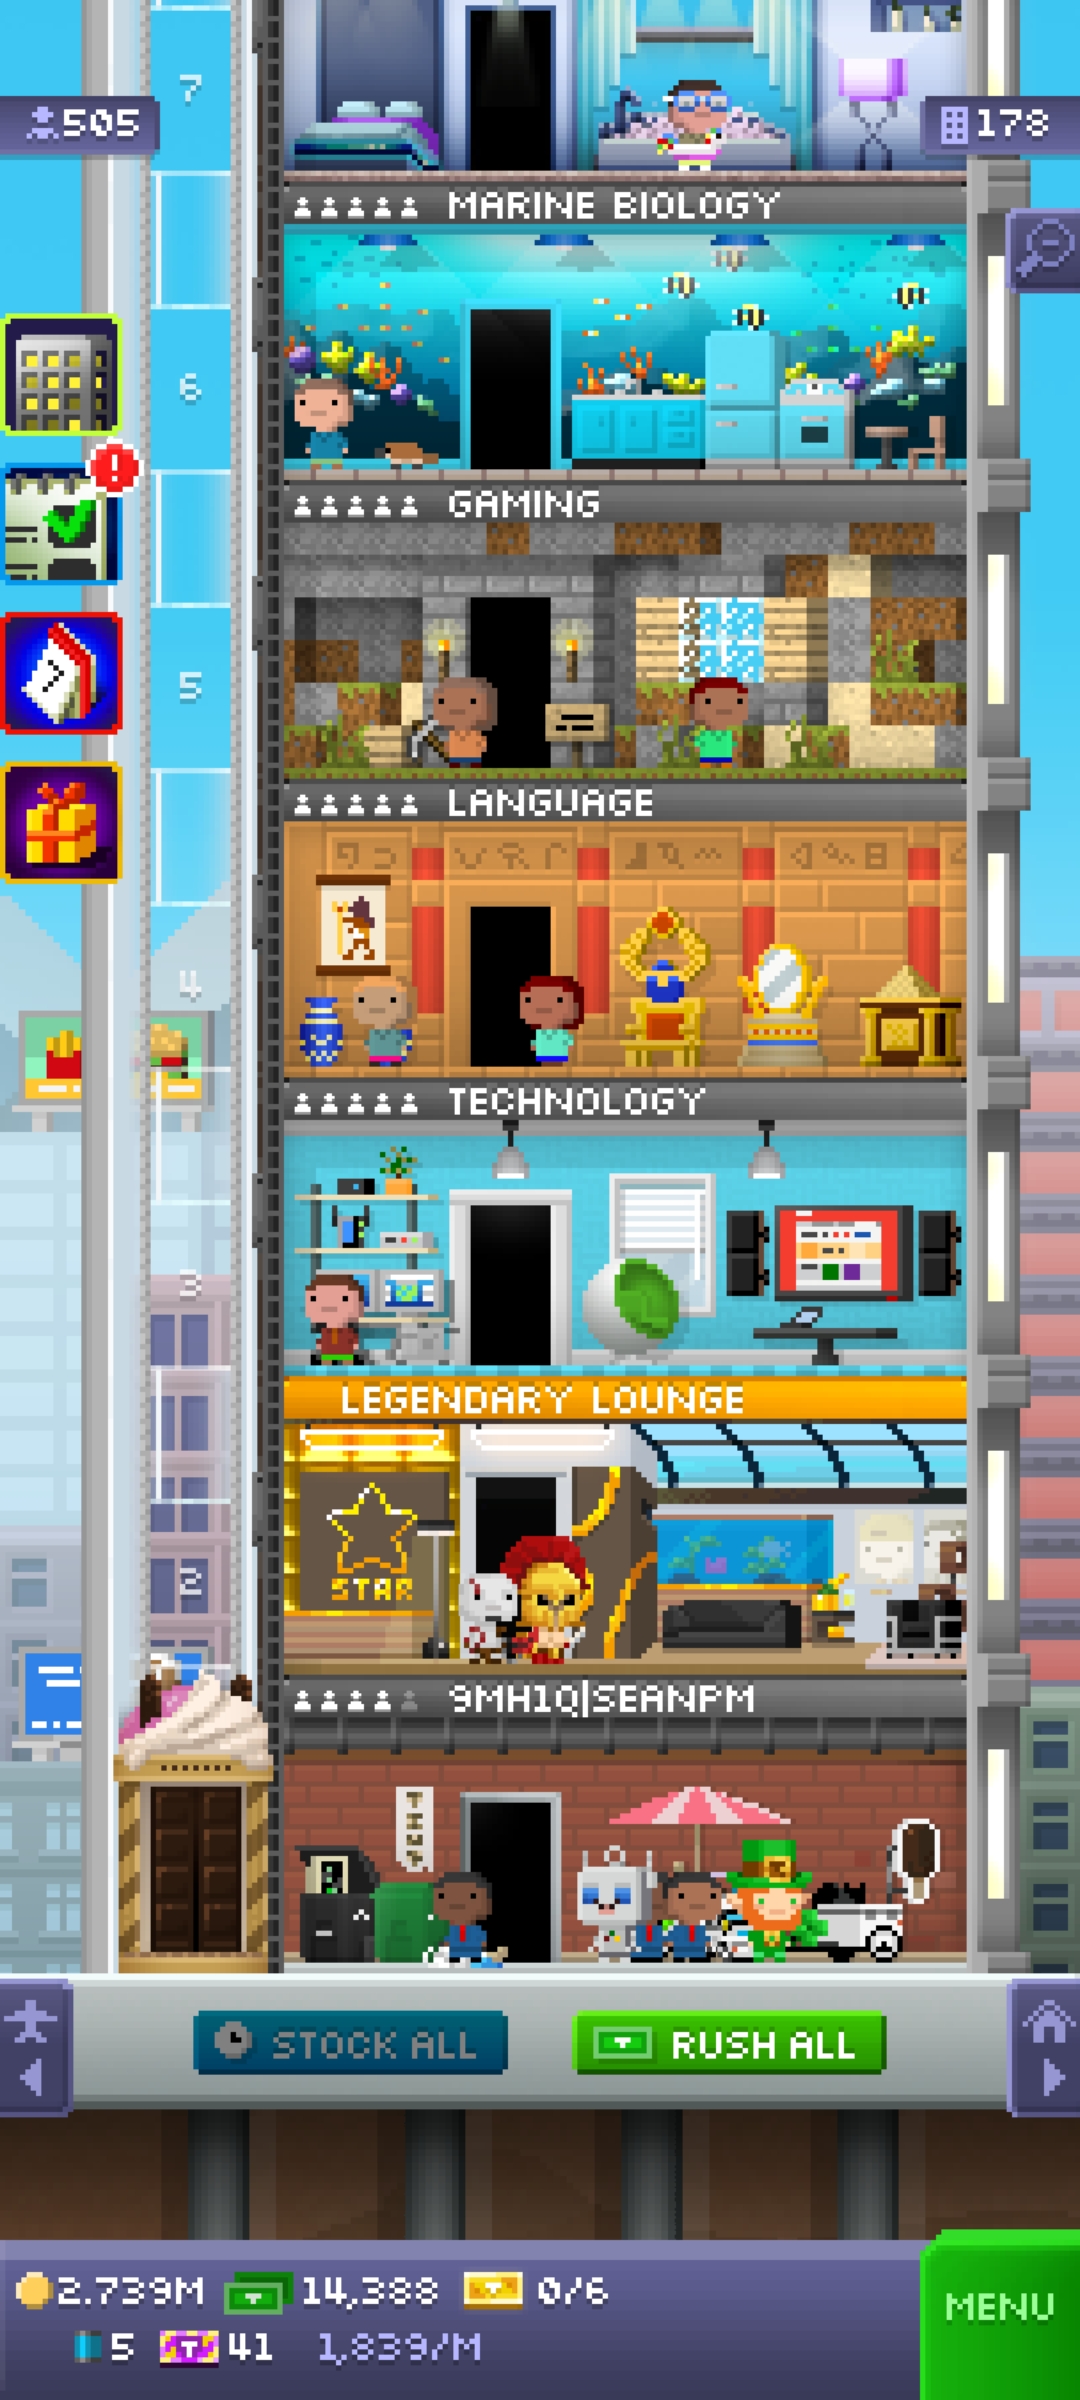 7
505
178
MARINE BIOLOGY
6
GAMING
5
LANGUAGE
4
TECHNOLOGY
3
LEGENDARY LOUNGE
STAR
2
9MH1Q|SEANPM
STOCK ALL
RUSH ALL
2.739M
14,388
0/6
5
41
1,839/M
MENU